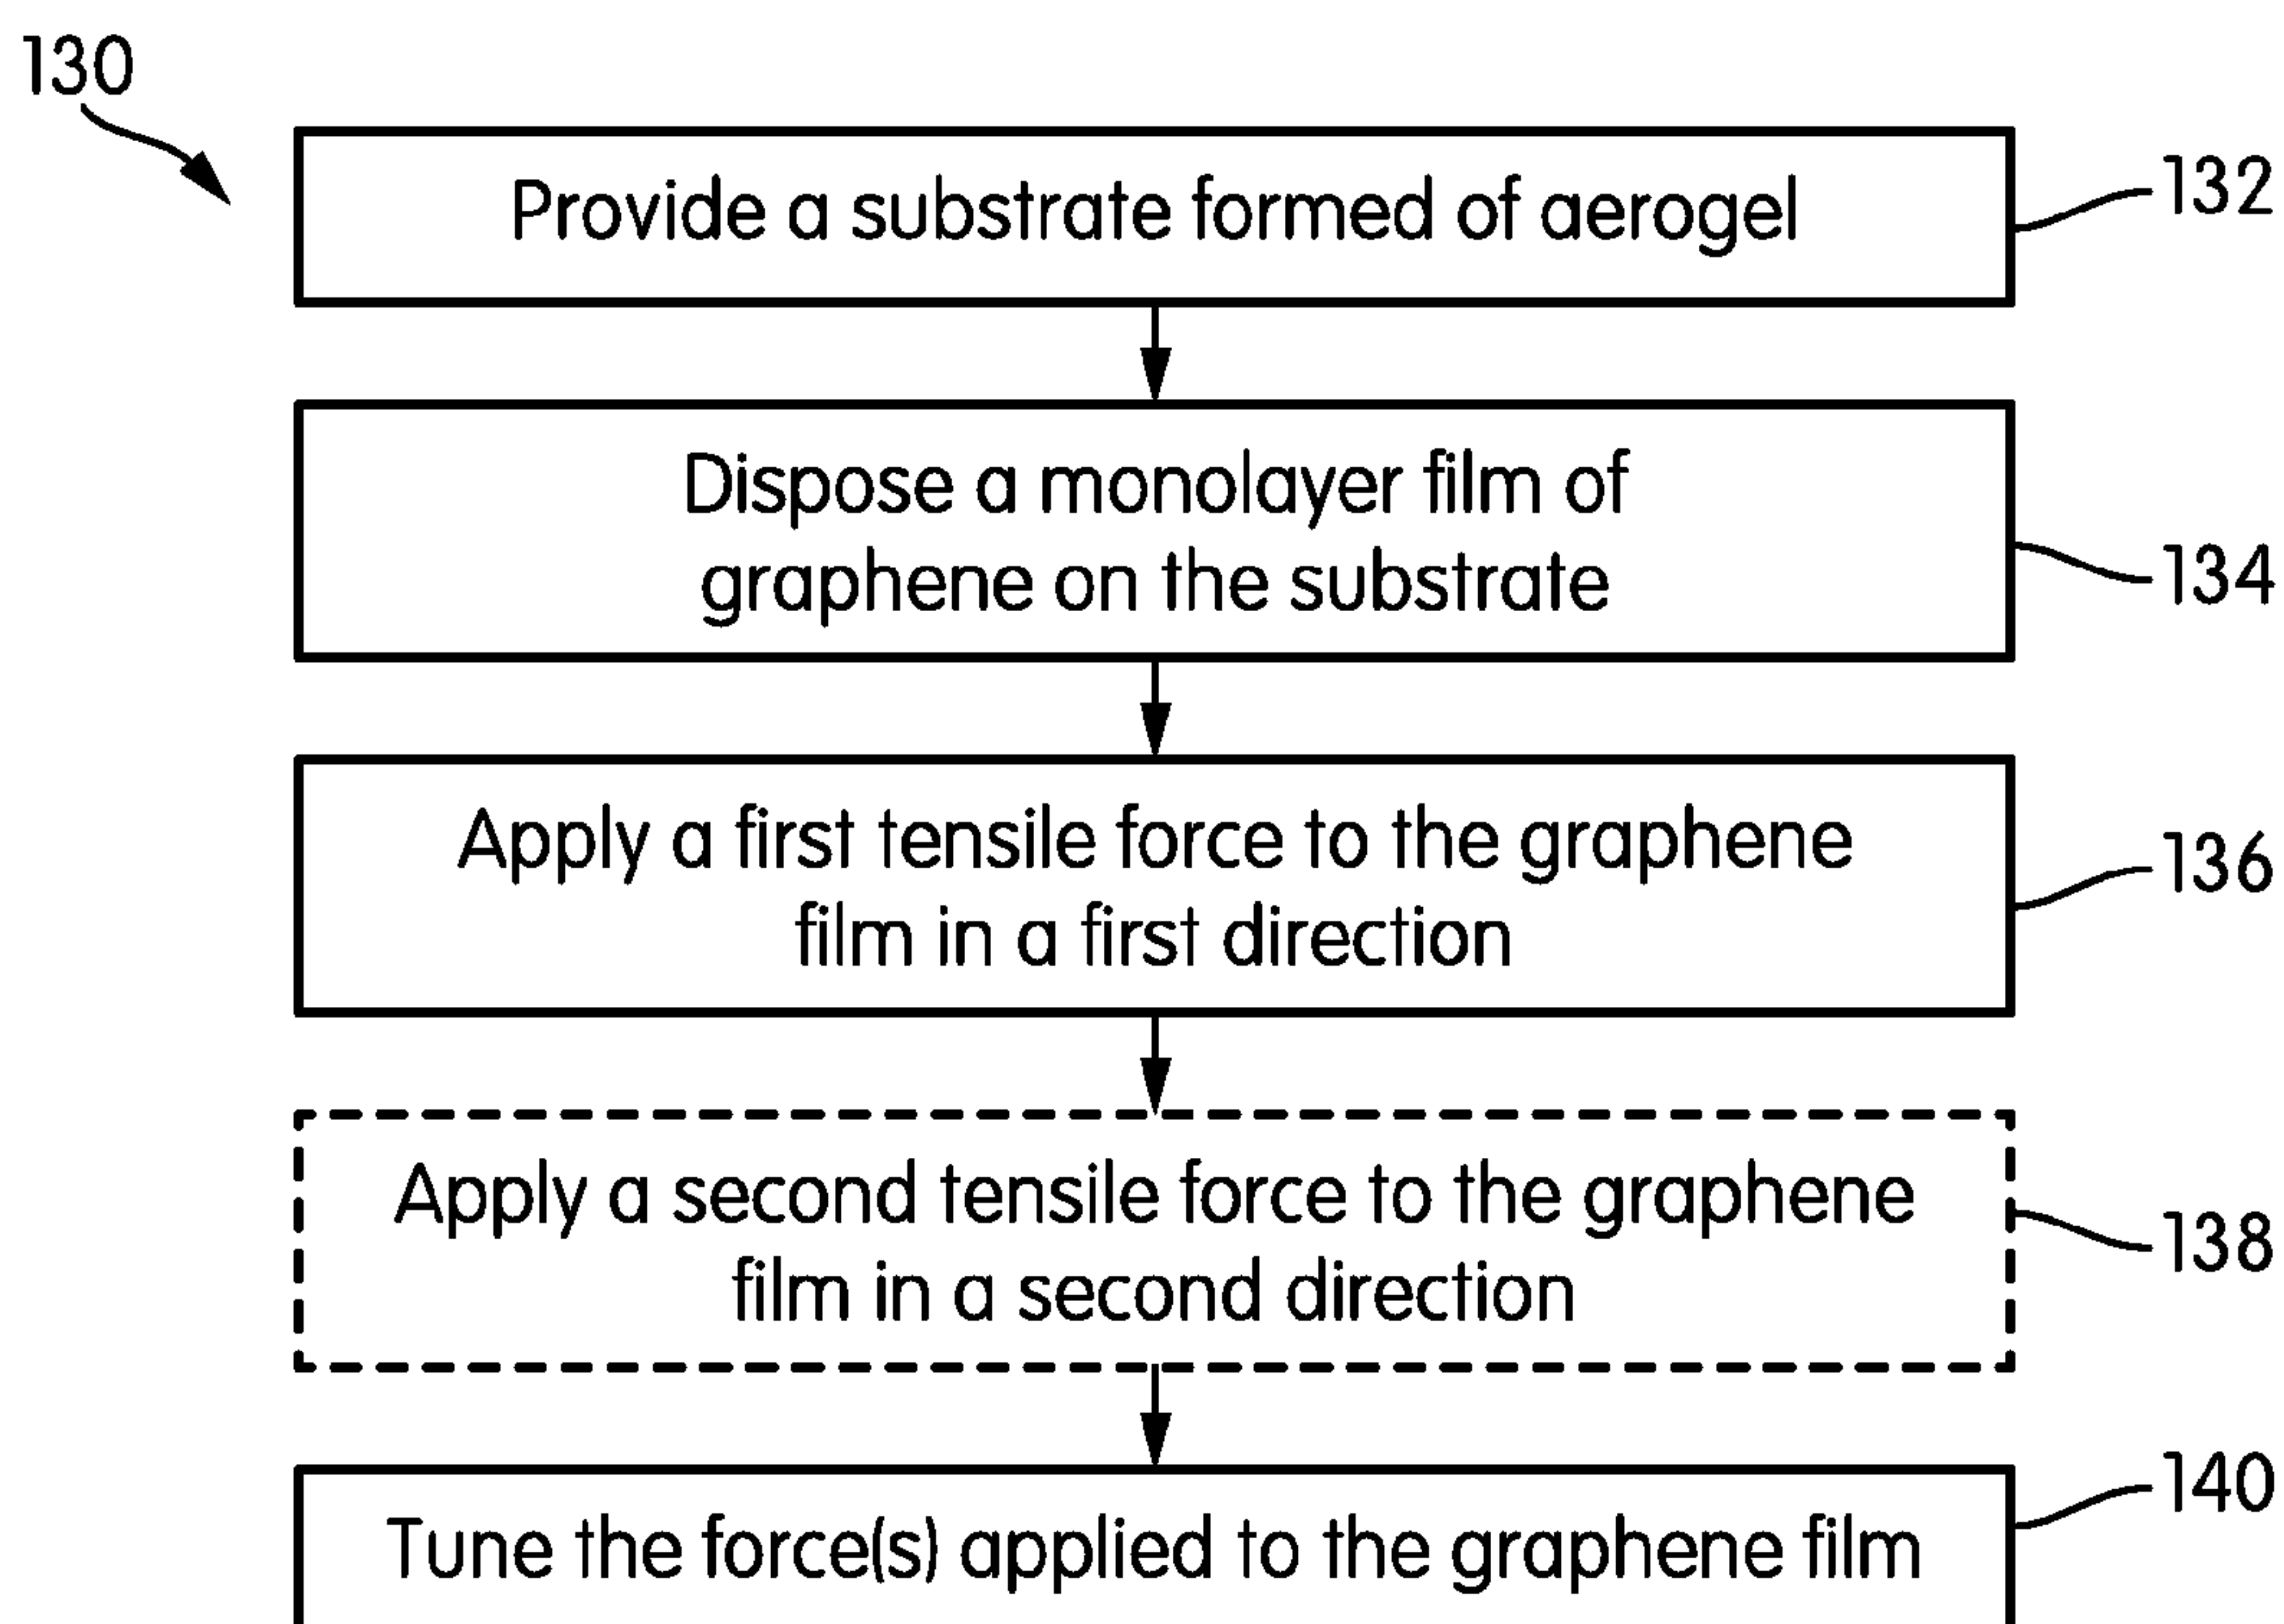 130
Provide a substrate formed of aerogel
132
Dispose a monolayer film of
graphene on the substrate
134
Apply a first tensile force to the graphene
film in a first direction
136
Apply a second tensile force to the graphene
film in a second direction
138
Tune the force(s) applied to the graphene film
140